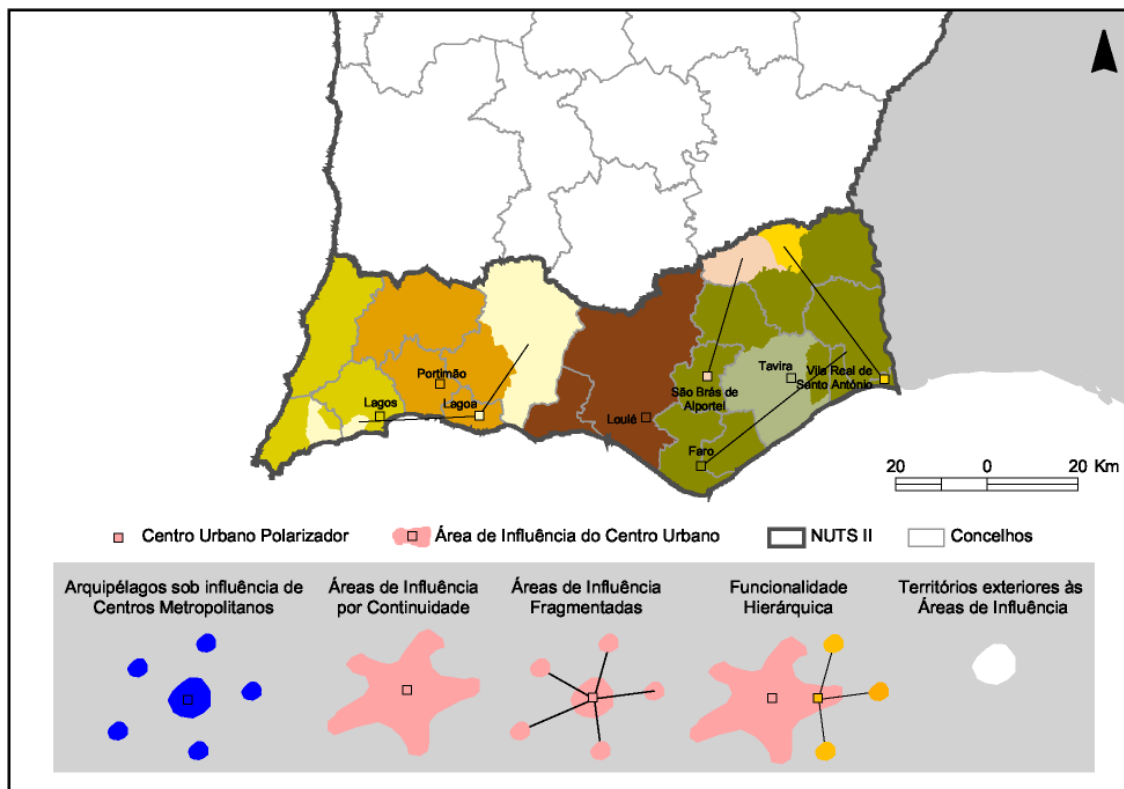 Portimão
Lagos
Lagoa
Loulé
São Brás de
Alportel
Faro
Tavira
Vila Real de
Santo António
20 0 20 Km
Centro Urbano Polarizador
Área de Influência do Centro Urbano
NUTS II
Concelhos
Arquipélagos sob influência de
Centros Metropolitanos
Áreas de Influência
por Continuidade
Áreas de Influência
Fragmentadas
Funcionalidade
Hierárquica
Territórios exteriores às
Áreas de Influência